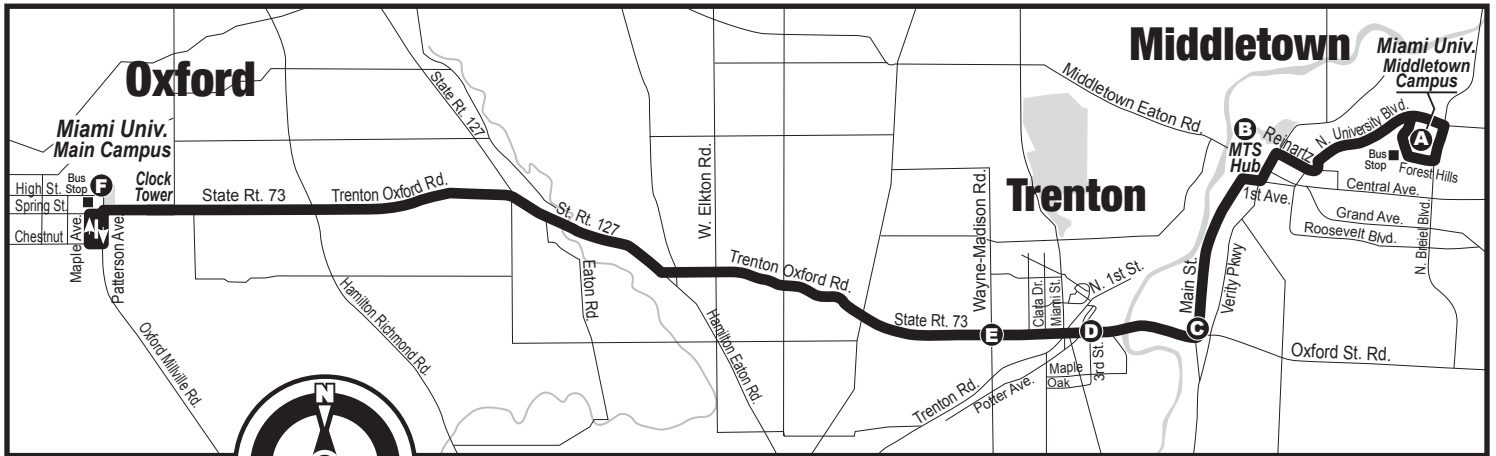 Oxford
Miami Univ.
Main Campus
Bus
Stop
F
Clock
Tower
High St.
Spring St.
Chestnut
Maple Ave.
Patterson Ave.
State Rt. 73
Trenton Oxford Rd.
Oxford Millville Rd.
Hamilton Richmond Rd.
N
State Rt. 127
St. Rt. 127
Eaton Rd.
W. Elkton Rd.
Hamilton Eaton Rd.
Trenton Oxford Rd.
State Rt. 73
Wayne-Madison Rd.
E
Trenton
Clara Dr.
Miami St.
N. 1st St.
D
3rd St.
Maple
Oak
Trenton Rd.
Potter Ave.
Middletown
Middletown Eaton Rd.
B
MTS
Hub
Reinartz
N. University Blvd.
Miami Univ.
Middletown
Campus
A
Bus
Stop
Forest Hills
Central Ave.
1st Ave.
Grand Ave.
Roosevelt Blvd.
N. Breiel Blvd.
Main St.
Verity Pkwy
C
Oxford St. Rd.